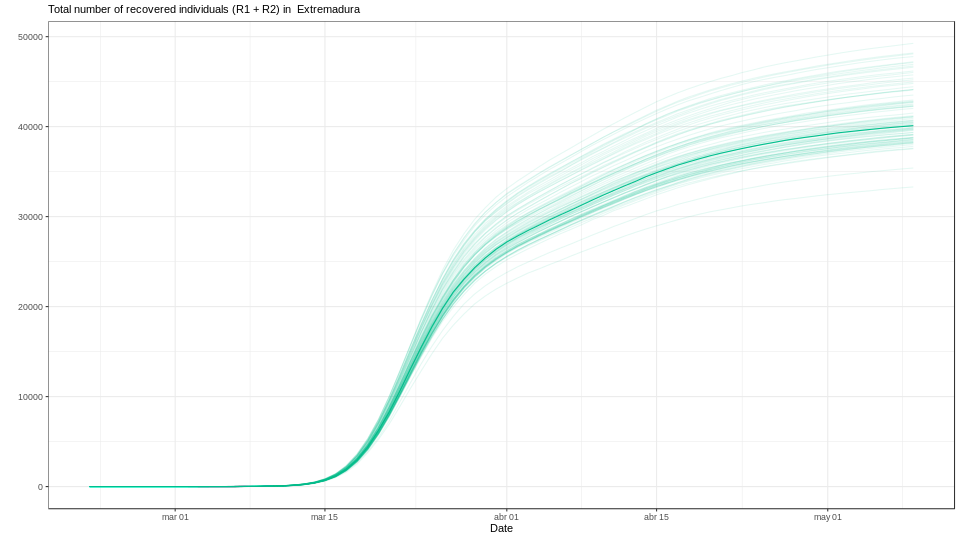 Total number of recovered individuals (R1 + R2) in  Extremadura
50000
40000
30000
20000
10000
0
mar 01
mar 15
abr 01
abr 15
may 01
Date